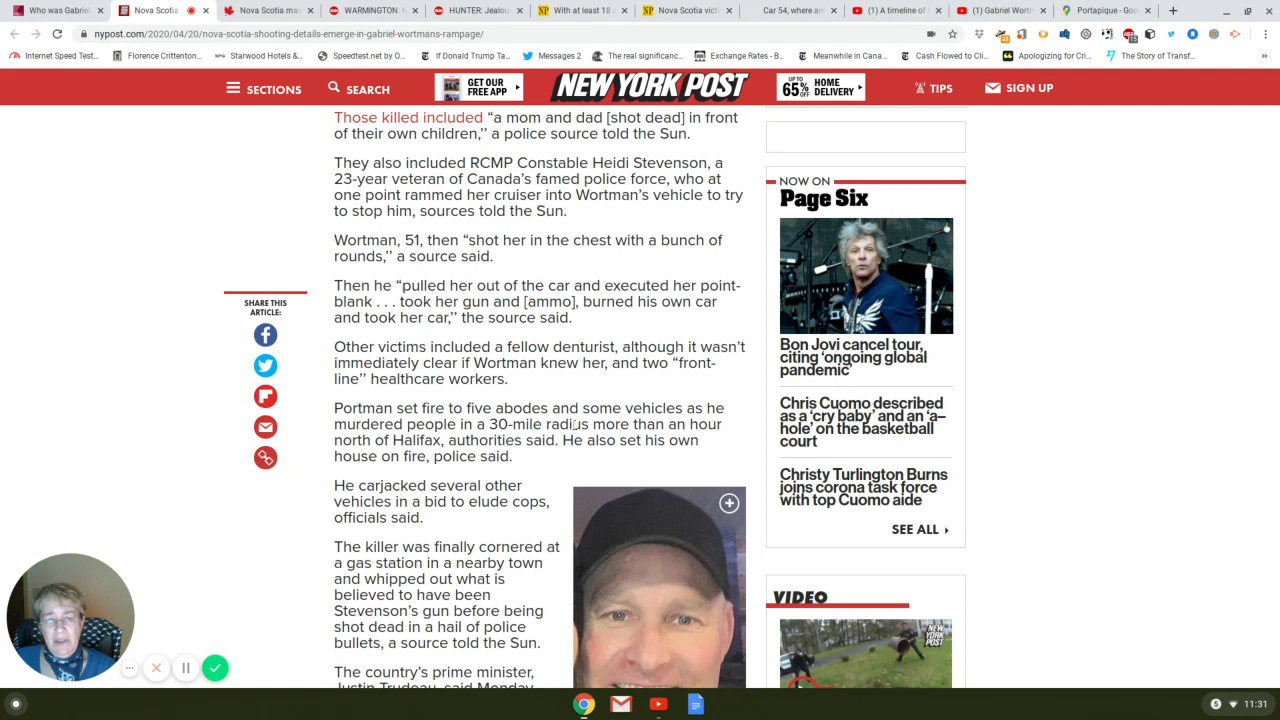 Who was Gabriel
Nova Scotia
Nova Scotia ma
WARMINGTON:
HUNTER: Jealou
With at least 18
Nova Scotia victi
Car 54, where ar
(1) A timeline of
(1) Gabriel Wortm
Portapique - Goo
nypost.com/2020/04/20/nova-scotia-shooting-details-emerge-in-gabriel-wortmans-rampage/
Internet Speed Test...
Florence Crittenton...
Starwood Hotels &...
Speedtest.net by O...
If Donald Trump Ta...
Messages 2
The real significanc...
Exchange Rates - B...
Meanwhile in Cana...
Cash Flowed to Cli...
Apologizing for Cri...
The Story of Transf...
SECTIONS
SEARCH
GET OUR
FREE APP
NEW YORK POST
UP TO
65% OFF
HOME
DELIVERY
TIPS
SIGN UP
Those killed included “a mom and dad [shot dead] in front
of their own children,’’ a police source told the Sun.
They also included RCMP Constable Heidi Stevenson, a
23-year veteran of Canada’s famed police force, who at
one point rammed her cruiser into Wortman’s vehicle to try
to stop him, sources told the Sun.
Wortman, 51, then “shot her in the chest with a bunch of
rounds,’’ a source said.
Then he “pulled her out of the car and executed her point-
blank . . . took her gun and [ammo], burned his own car
and took her car,’’ the source said.
Other victims included a fellow denturist, although it wasn’t
immediately clear if Wortman knew her, and two “front-
line’’ healthcare workers.
Portman set fire to five abodes and some vehicles as he
murdered people in a 30-mile radius more than an hour
north of Halifax, authorities said. He also set his own
house on fire, police said.
He carjacked several other
vehicles in a bid to elude cops,
officials said.
The killer was finally cornered at
a gas station in a nearby town
and whipped out what is
believed to have been
Stevenson’s gun before being
shot dead in a hail of police
bullets, a source told the Sun.
The country’s prime minister,
Justin Trudeau, said Monday
SHARE THIS
ARTICLE:
NOW ON
Page Six
Bon Jovi cancel tour,
citing ‘ongoing global
pandemic’
Chris Cuomo described
as a ‘cry baby’ and an ‘a–
hole’ on the basketball
court
Christy Turlington Burns
joins corona task force
with top Cuomo aide
SEE ALL
VIDEO
NEW
YORK
POST
5
11:31